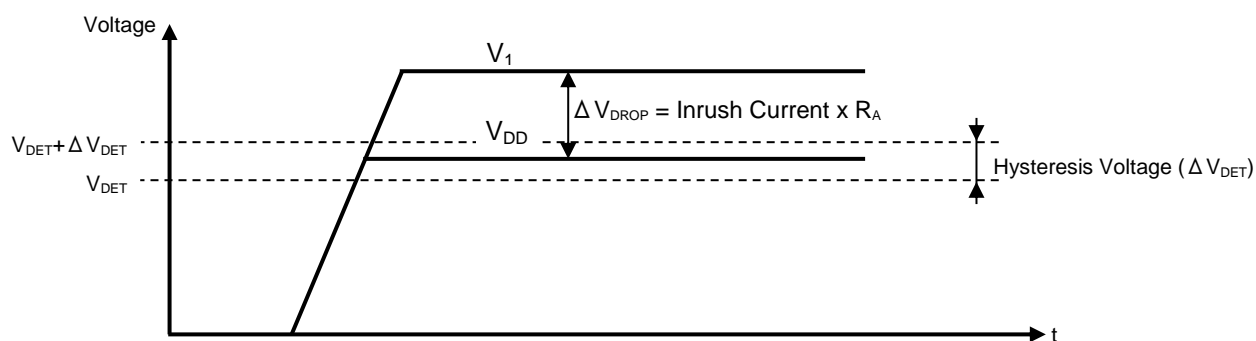 Voltage
V1
ΔVDROP = Inrush Current x RA
VDD
VDET+ΔVDET
Hysteresis Voltage (ΔVDET)
VDET
t